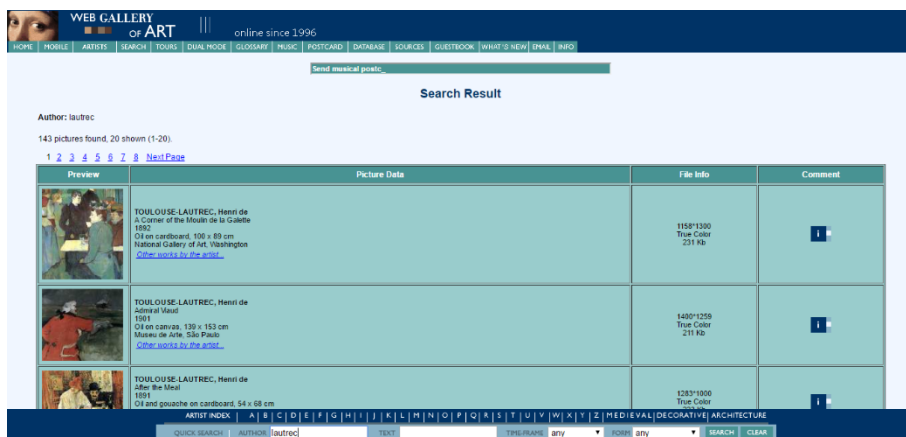 WEB GALLERY
OF ART
online since 1996
HOME MOBILE ARTISTS SEARCH TOURS DUAL MODE GLOSSARY MUSIC POSTCARD DATABASE SOURCES GUESTBOOK WHAT'S NEW EMAIL INFO
Send musical postc_
Search Result
Author: lautrec
143 pictures found, 20 shown (1-20).
1 2 3 4 5 6 7 8 Next Page
Preview Picture Data File Info Comment
TOULOUSE-LAUTREC, Henri de
A Corner of the Moulin de la Galette
1892
Oil on cardboard, 100 x 89 cm
National Gallery of Art, Washington
Other works by the artist...
1158*1300
True Color
231 Kb
i
TOULOUSE-LAUTREC, Henri de
Admiral Viaud
1901
Oil on canvas, 139 x 153 cm
Museu de Arte, São Paulo
Other works by the artist...
1400*1259
True Color
211 Kb
i
TOULOUSE-LAUTREC, Henri de
After the Meal
1891
Oil and gouache on cardboard, 54 x 68 cm
1283*1000
True Color
i
ARTIST INDEX | A | B | C | D | E | F | G | H | I | J | K | L | M | N | O | P | Q | R | S | T | U | V | W | X | Y | Z | MEDIEVAL | DECORATIVE | ARCHITECTURE
QUICK SEARCH AUTHOR lautrec TEXT TIME-FRAME any FORM any SEARCH CLEAR